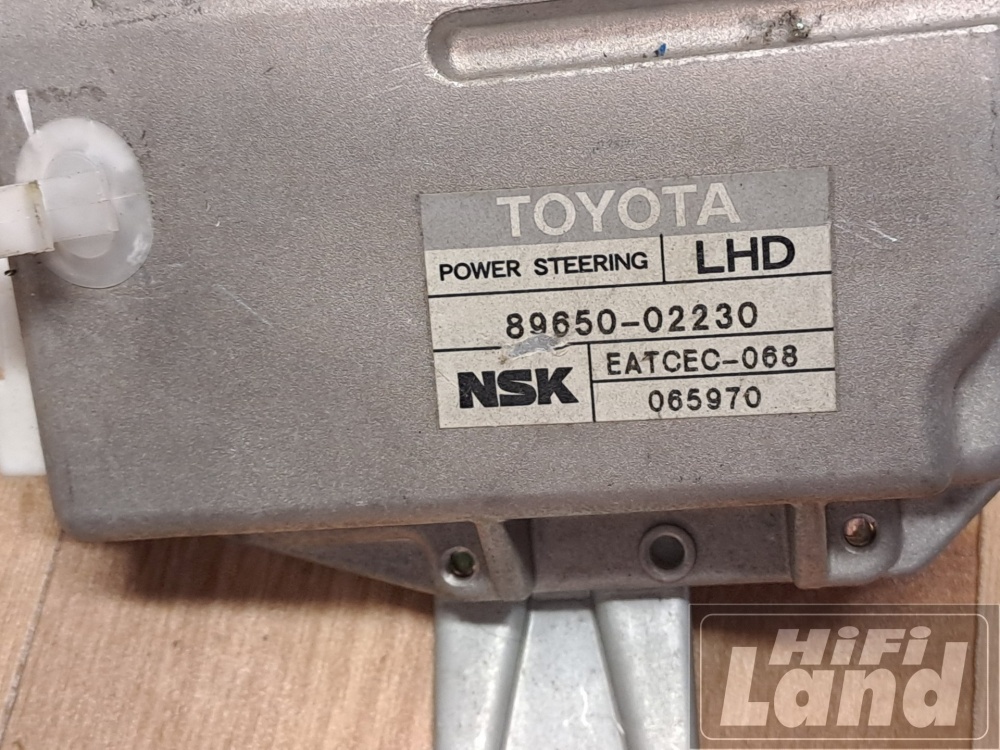 TOYOTA
POWER STEERING LHD
89650-02230
NSK EATCEC-068
065970
HiFi
Land